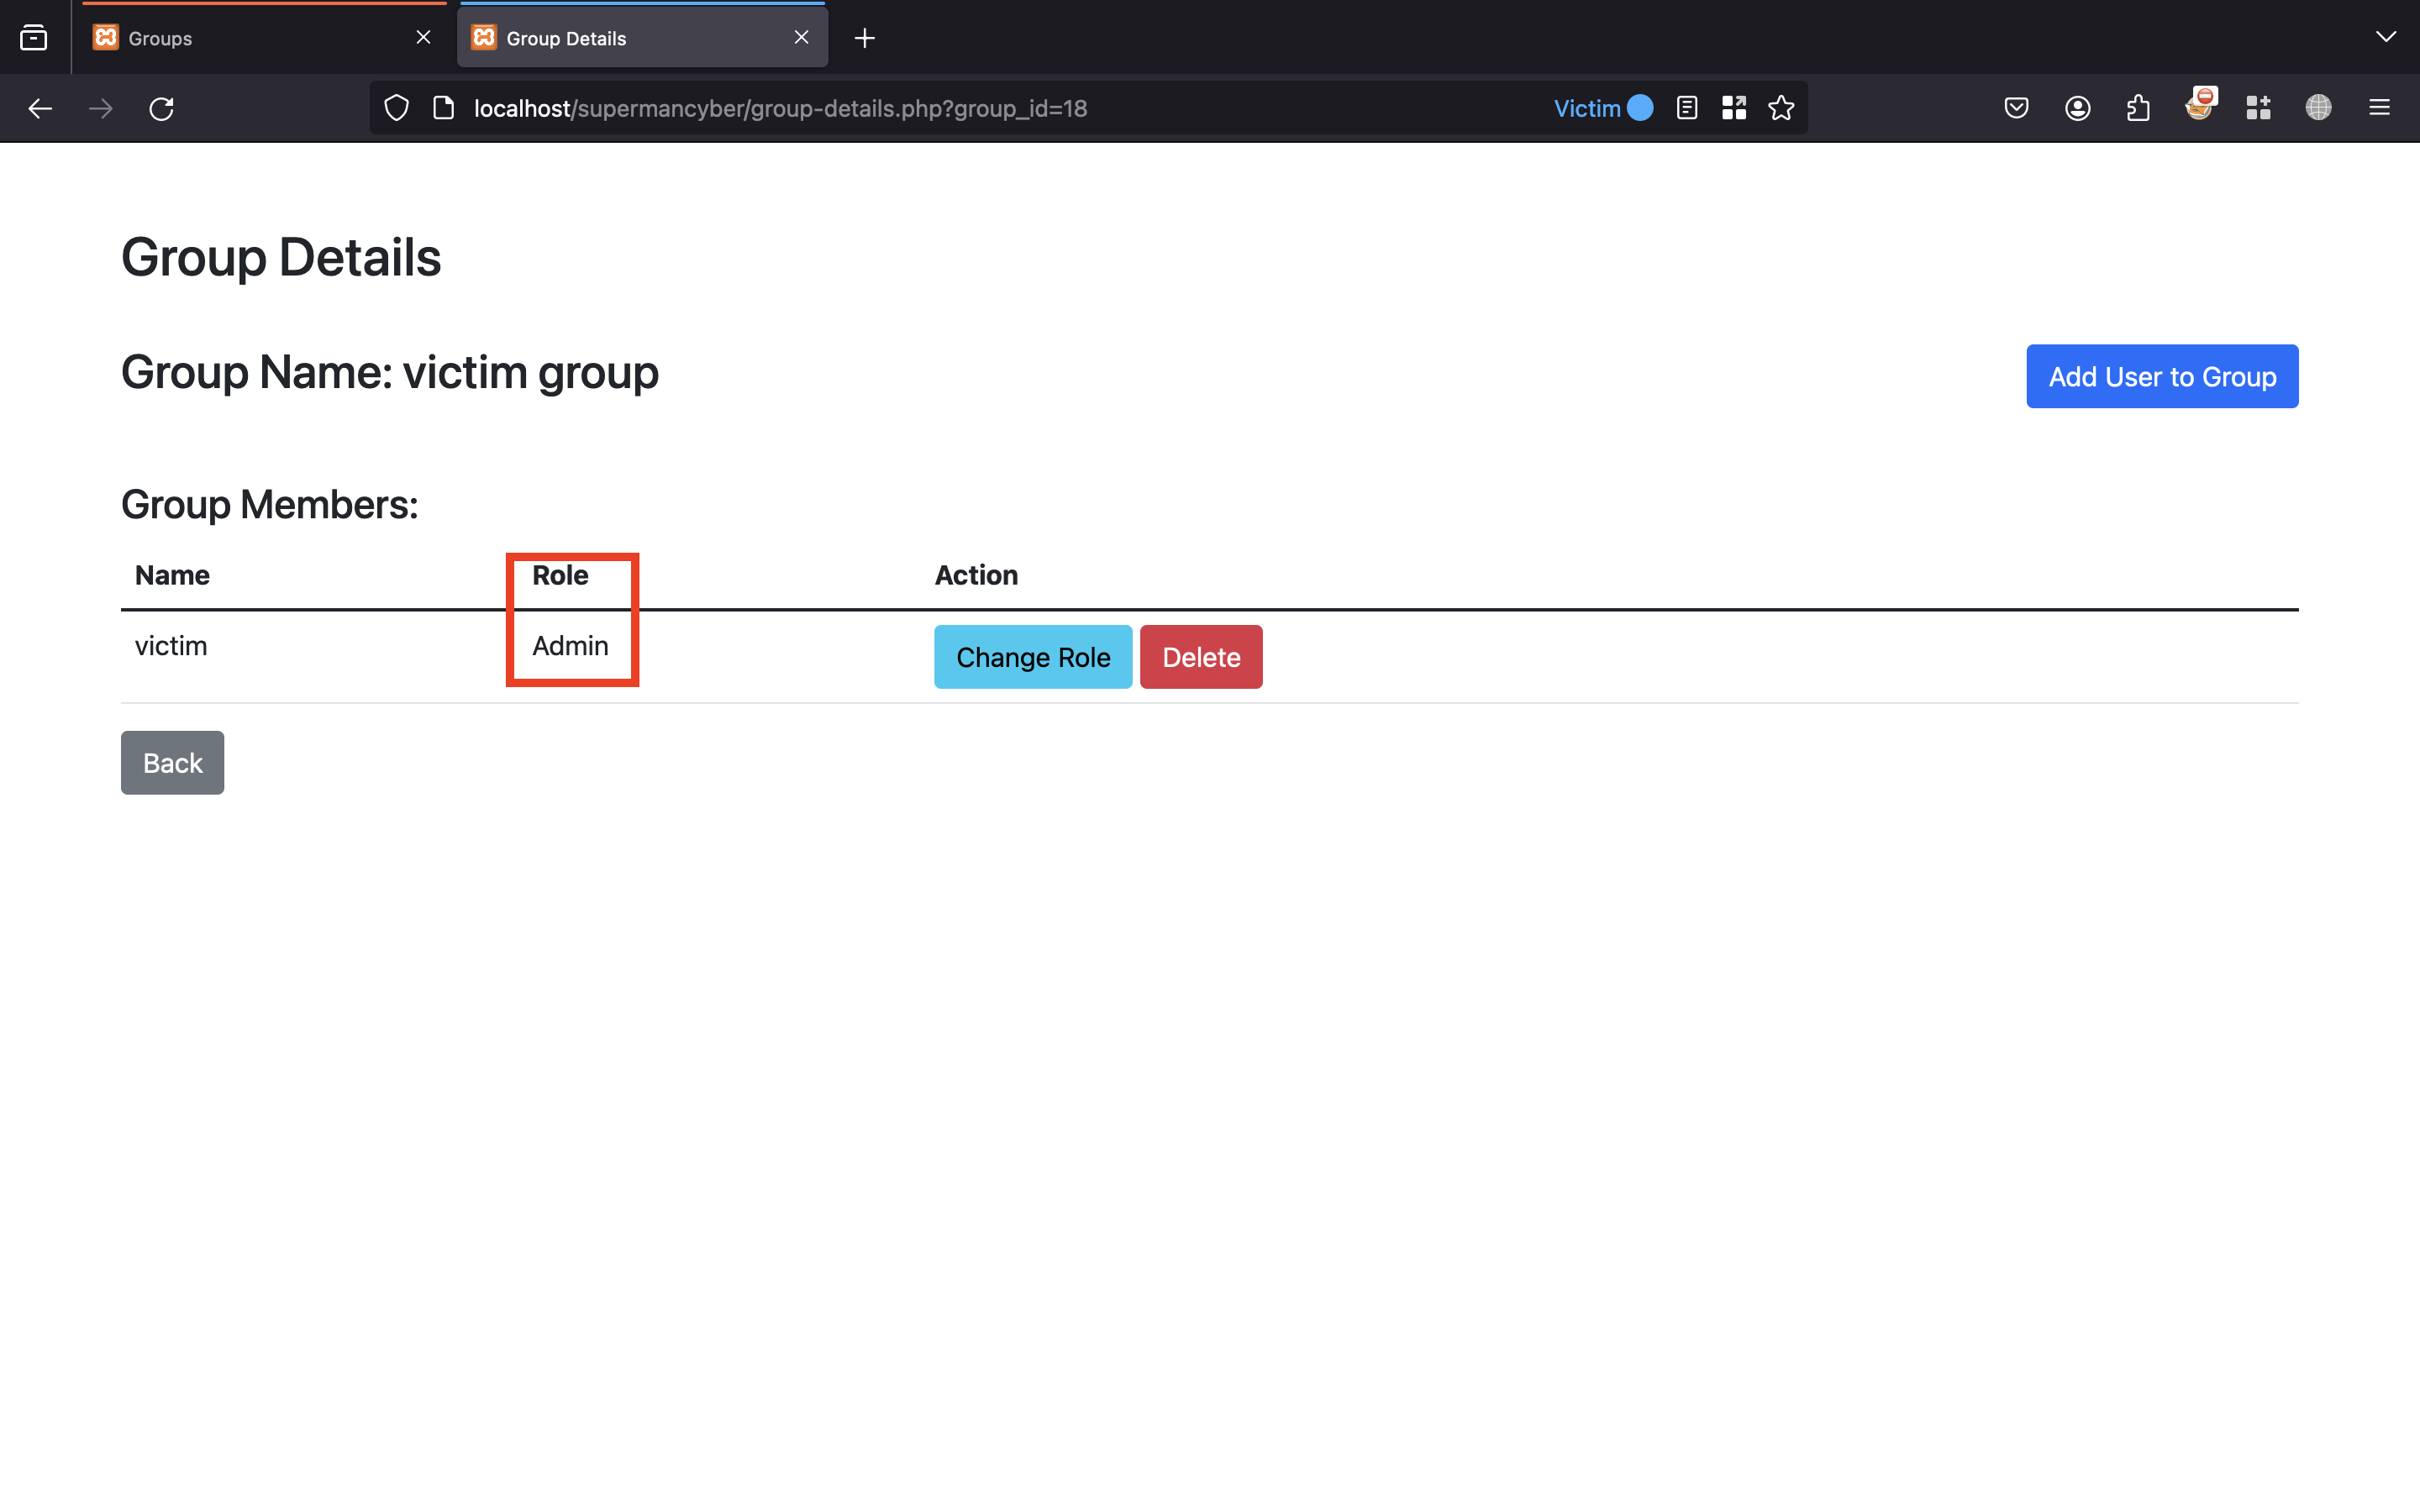 Groups
Group Details
localhost/supermancyber/group-details.php?group_id=18
Victim
Group Details
Group Name: victim group
Add User to Group
Group Members:
Name Role Action
victim Admin Change Role Delete
Back